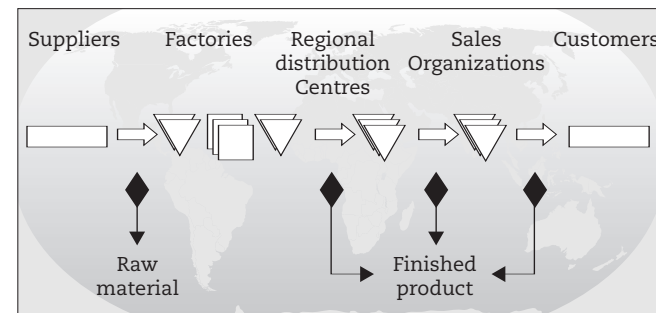 Suppliers
Factories
Regional
distribution
Centres
Sales
Organizations
Customers
Raw
material
Finished
product